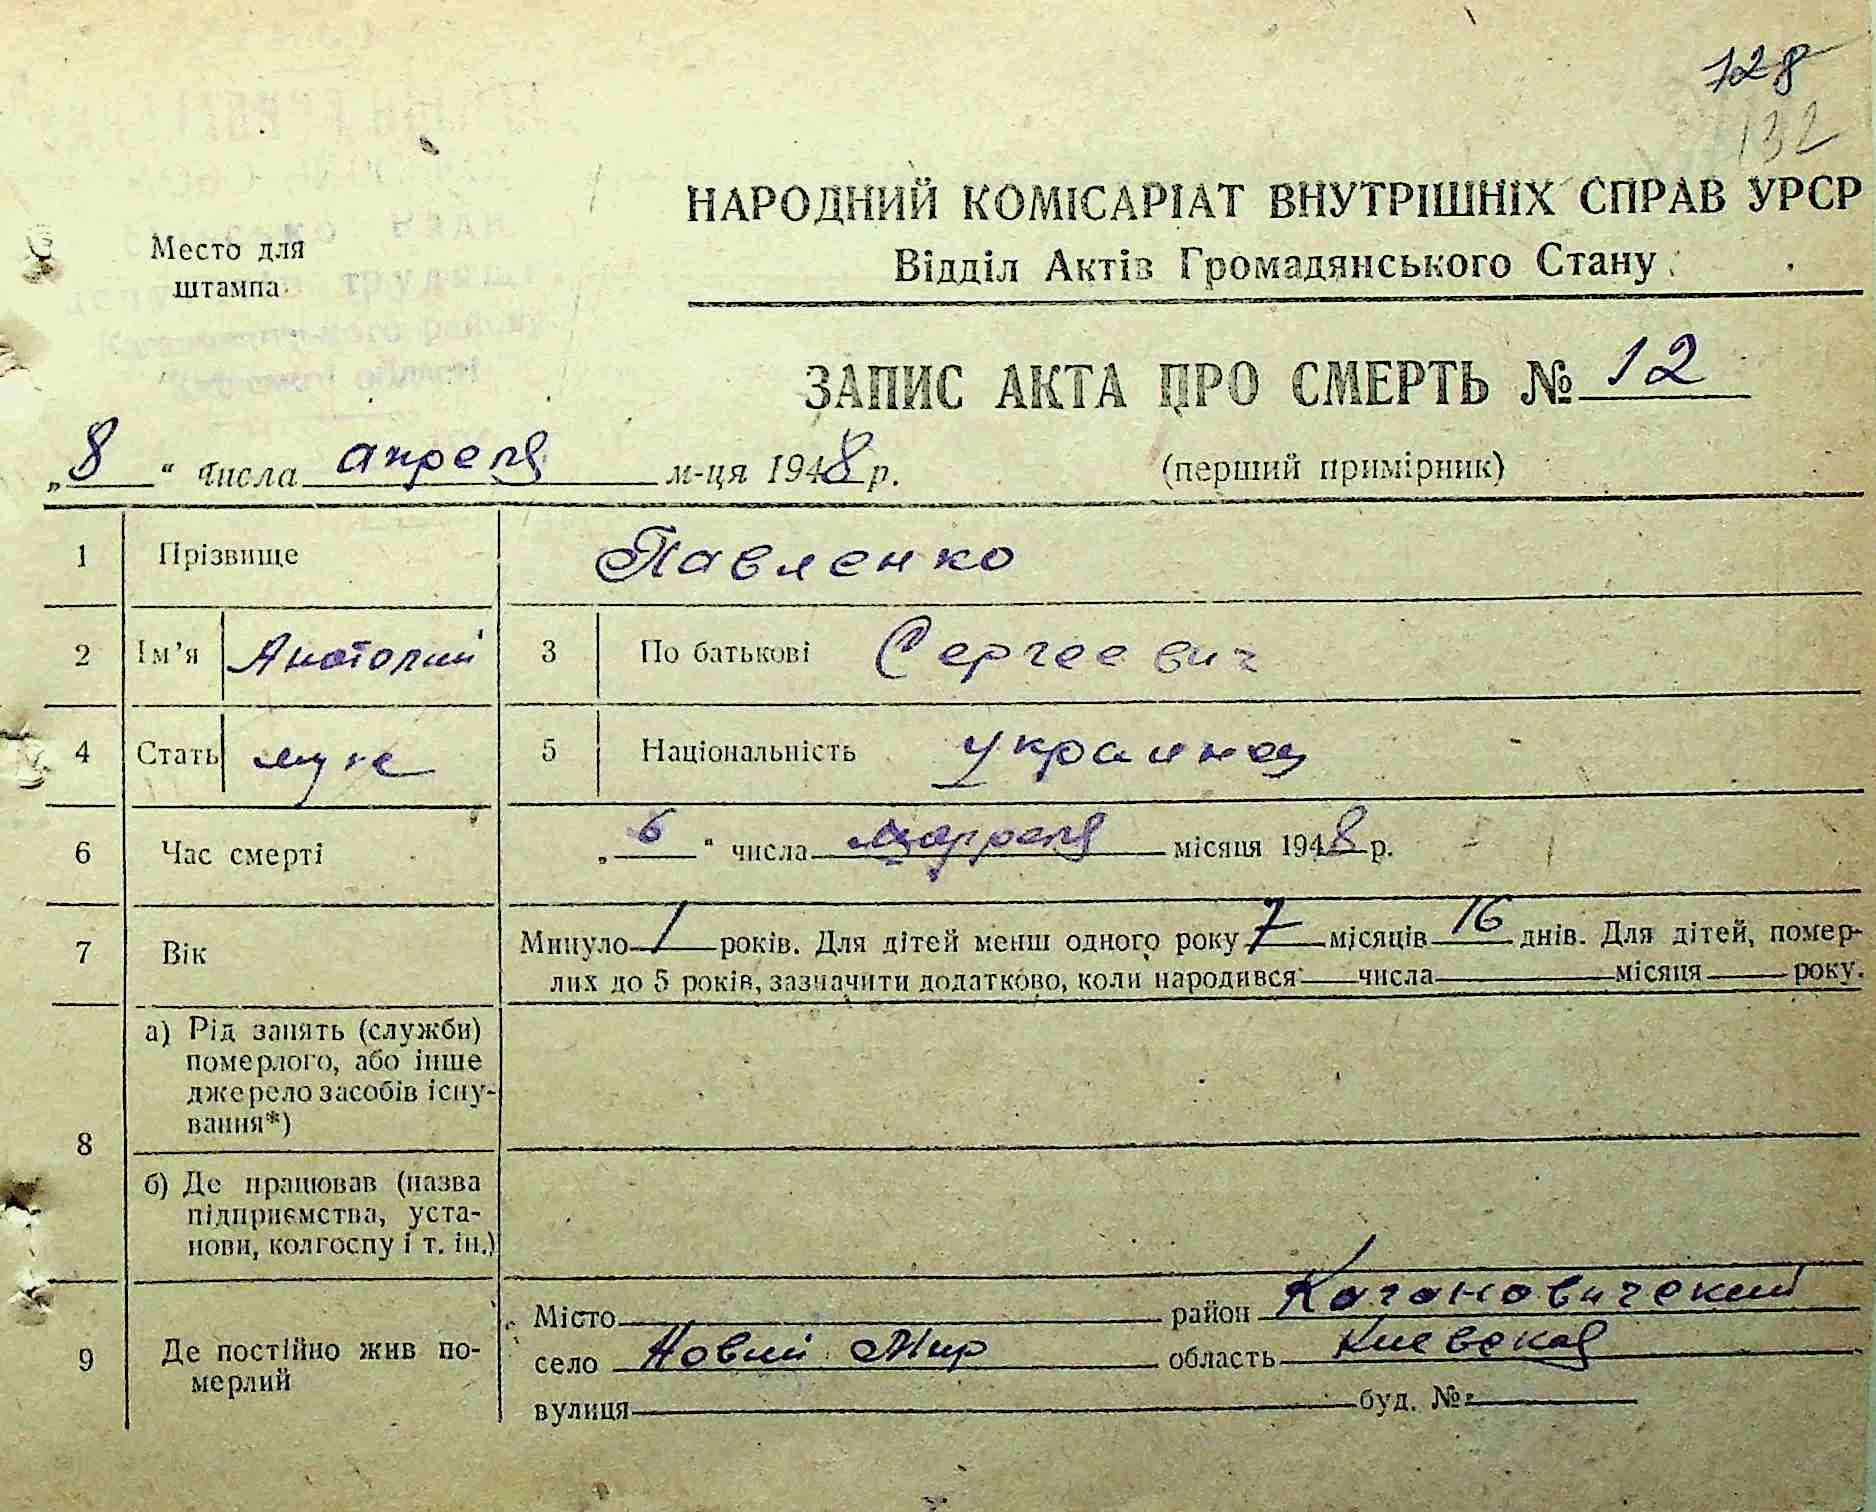 128
132
НАРОДНИЙ КОМІСАРІАТ ВНУТРІШНІХ СПРАВ УРСР
Відділ Актів Громадянського Стану
Место для
штампа
ЗАПИС АКТА ПРО СМЕРТЬ № 12
„8“ числа апреля м-ця 1948 р. (перший примірник)
1 Прізвище Павленко
2 Ім’я Анатолий 3 По батькові Сергеевич
4 Стать муж 5 Національність украинец
6 Час смерті „6“ числа місяця 1948 р.
7 Вік Минуло 1 років. Для дітей менш одного року 7 місяців 16 днів. Для дітей, помер-
лих до 5 років, зазначити додатково, коли народився числа місяця року.
8 а) Рід занять (служби)
померлого, або інше
джерело засобів існу-
вання*)
б) Де працював (назва
підприємства, уста-
нови, колгоспу і т. ін.)
9 Де постійно жив по-
мерлий
Місто район Кагановичский
село Новий Мир область Киевская
вулиця буд. №